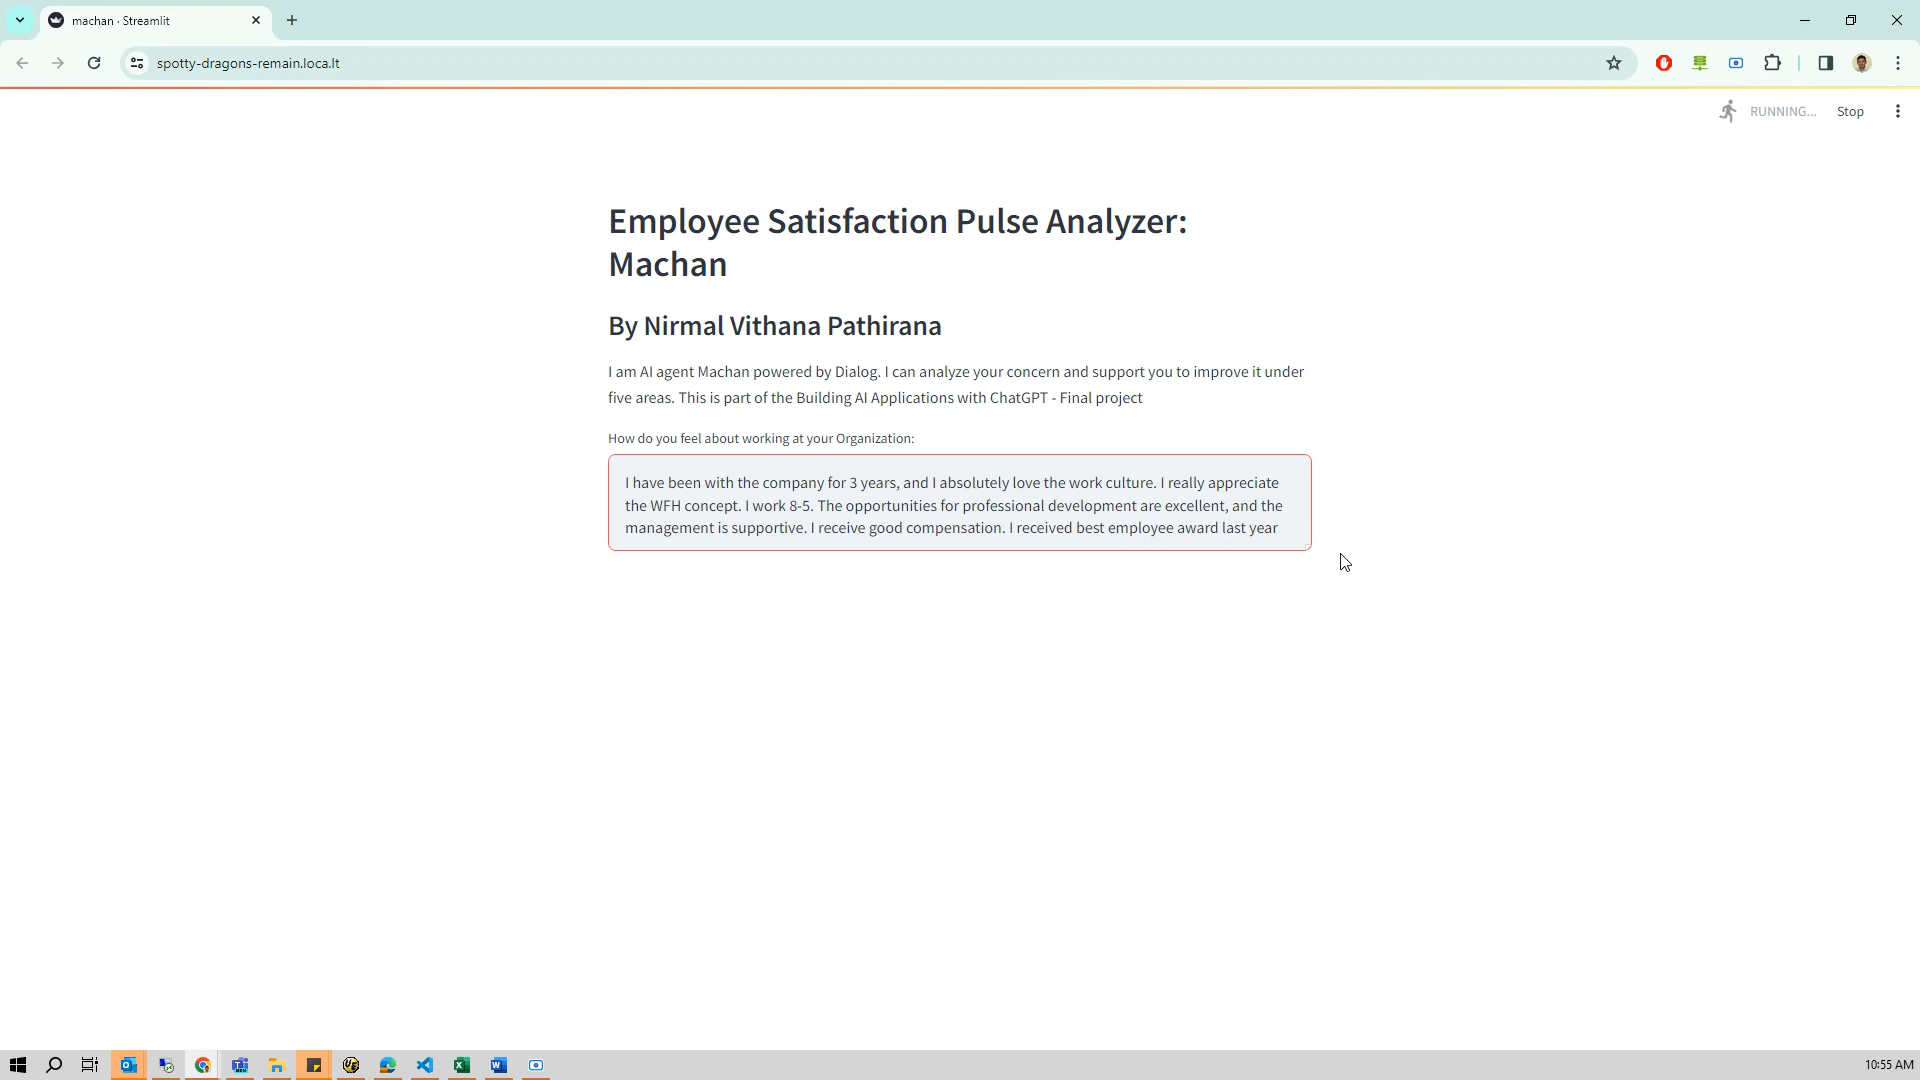 machan · Streamlit
spotty-dragons-remain.loca.lt
RUNNING...
Stop
Employee Satisfaction Pulse Analyzer:
Machan
By Nirmal Vithana Pathirana
I am AI agent Machan powered by Dialog. I can analyze your concern and support you to improve it under
five areas. This is part of the Building AI Applications with ChatGPT - Final project
How do you feel about working at your Organization:
I have been with the company for 3 years, and I absolutely love the work culture. I really appreciate
the WFH concept. I work 8-5. The opportunities for professional development are excellent, and the
management is supportive. I receive good compensation. I received best employee award last year
10:55 AM